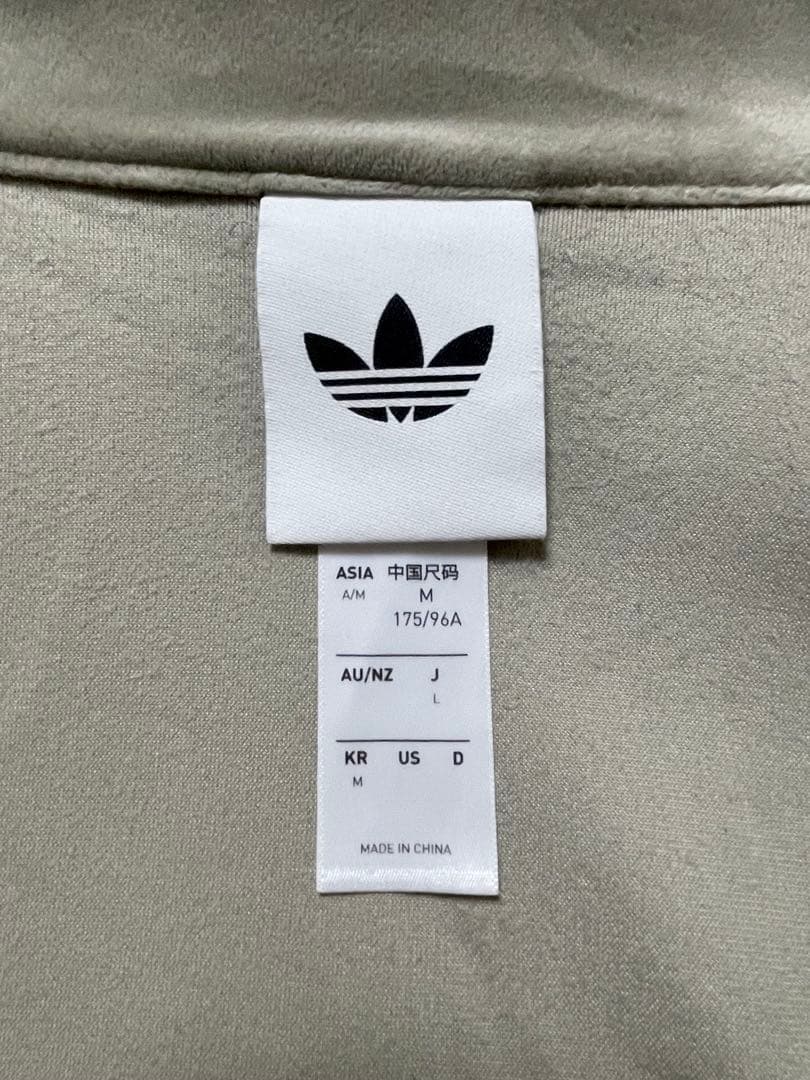 ASIA 中国尺码
A/M M
175/96A
AU/NZ J
L
KR US D
M
MADE IN CHINA